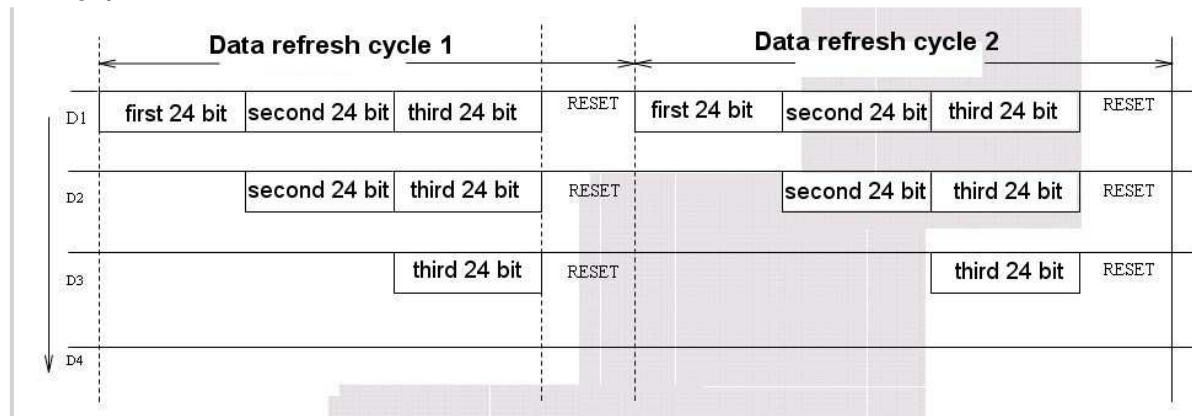 Data refresh cycle 1 Data refresh cycle 2
D1 first 24 bit second 24 bit third 24 bit RESET first 24 bit second 24 bit third 24 bit RESET
D2 second 24 bit third 24 bit RESET second 24 bit third 24 bit RESET
D3 third 24 bit RESET third 24 bit RESET
D4